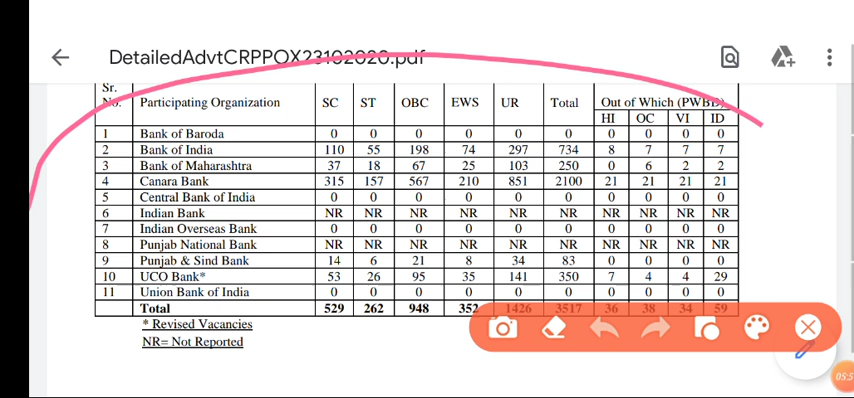 DetailedAdvtCRPPOX23102020.pdf
Sr. No. Participating Organization SC ST OBC EWS UR Total Out of Which (PWBD)
HI OC VI ID
1 Bank of Baroda 0 0 0 0 0 0 0 0 0 0
2 Bank of India 110 55 198 74 297 734 8 7 7 7
3 Bank of Maharashtra 37 18 67 25 103 250 0 6 2 2
4 Canara Bank 315 157 567 210 851 2100 21 21 21 21
5 Central Bank of India 0 0 0 0 0 0 0 0 0 0
6 Indian Bank NR NR NR NR NR NR NR NR NR NR
7 Indian Overseas Bank 0 0 0 0 0 0 0 0 0 0
8 Punjab National Bank NR NR NR NR NR NR NR NR NR NR
9 Punjab & Sind Bank 14 6 21 8 34 83 0 0 0 0
10 UCO Bank* 53 26 95 35 141 350 7 4 4 29
11 Union Bank of India 0 0 0 0 0 0 0 0 0 0
Total 529 262 948 352 1426 3517 36 38 34 59
* Revised Vacancies
NR= Not Reported